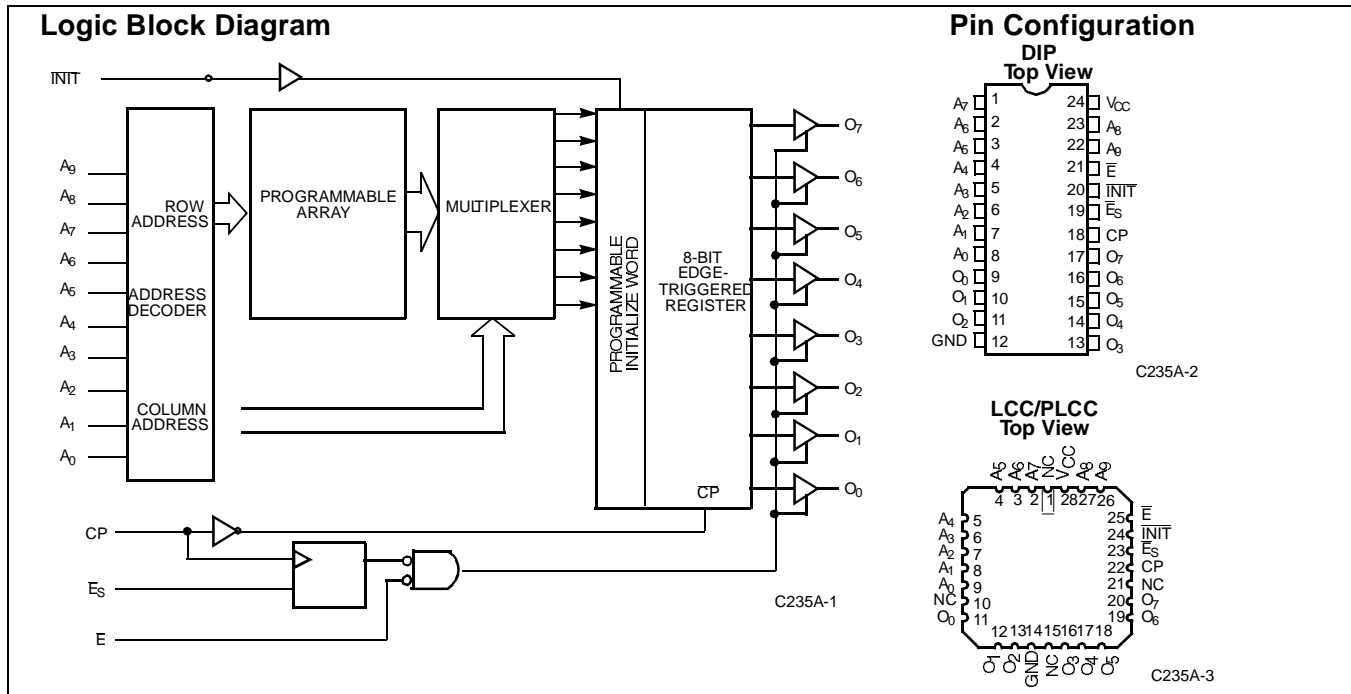 Logic Block Diagram
INIT
A9
A8
A7
A6
A5
A4
A3
A2
A1
A0
ROW
ADDRESS
ADDRESS
DECODER
COLUMN
ADDRESS
PROGRAMMABLE
ARRAY
MULTIPLEXER
PROGRAMMABLE
INITIALIZE WORD
8-BIT
EDGE-
TRIGGERED
REGISTER
CP
O7
O6
O5
O4
O3
O2
O1
O0
CP
ES
E
C235A-1
Pin Configuration
DIP
Top View
A7 1 24 VCC
A6 2 23 A8
A5 3 22 A9
A4 4 21 E
A3 5 20 INIT
A2 6 19 ES
A1 7 18 CP
A0 8 17 O7
O0 9 16 O6
O1 10 15 O5
O2 11 14 O4
GND 12 13 O3
C235A-2
LCC/PLCC
Top View
A5 A6 A7 NC VCC A8 A9
4 3 2 1 28 27 26
A4 5 25 E
A3 6 24 INIT
A2 7 23 ES
A1 8 22 CP
A0 9 21 NC
NC 10 20 O7
O0 11 19 O6
12 13 14 15 16 17 18
O1 O2 GND NC O3 O4 O5
C235A-3